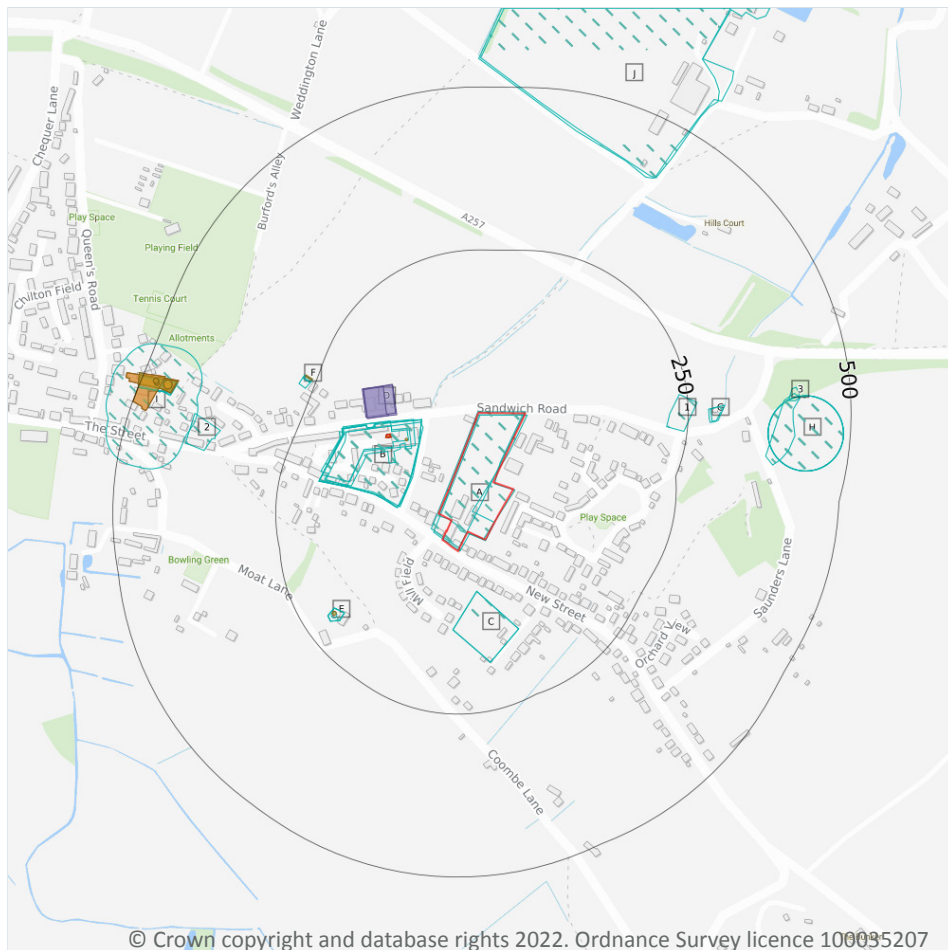 Weddington Lane
J
Chequer Lane
Burford's Alley
Play Space
A257
Hills Court
Playing Field
Queen's Road
Chilton Field
Tennis Court
Allotments
F
250
500
3
D
1
G
Sandwich Road
I
2
H
The Street
B
A
Play Space
Bowling Green
Moat Lane
Mill Field
New Street
Saunders Lane
E
C
Orchard View
Coombe Lane
© Crown copyright and database rights 2022. Ordnance Survey licence 100035207